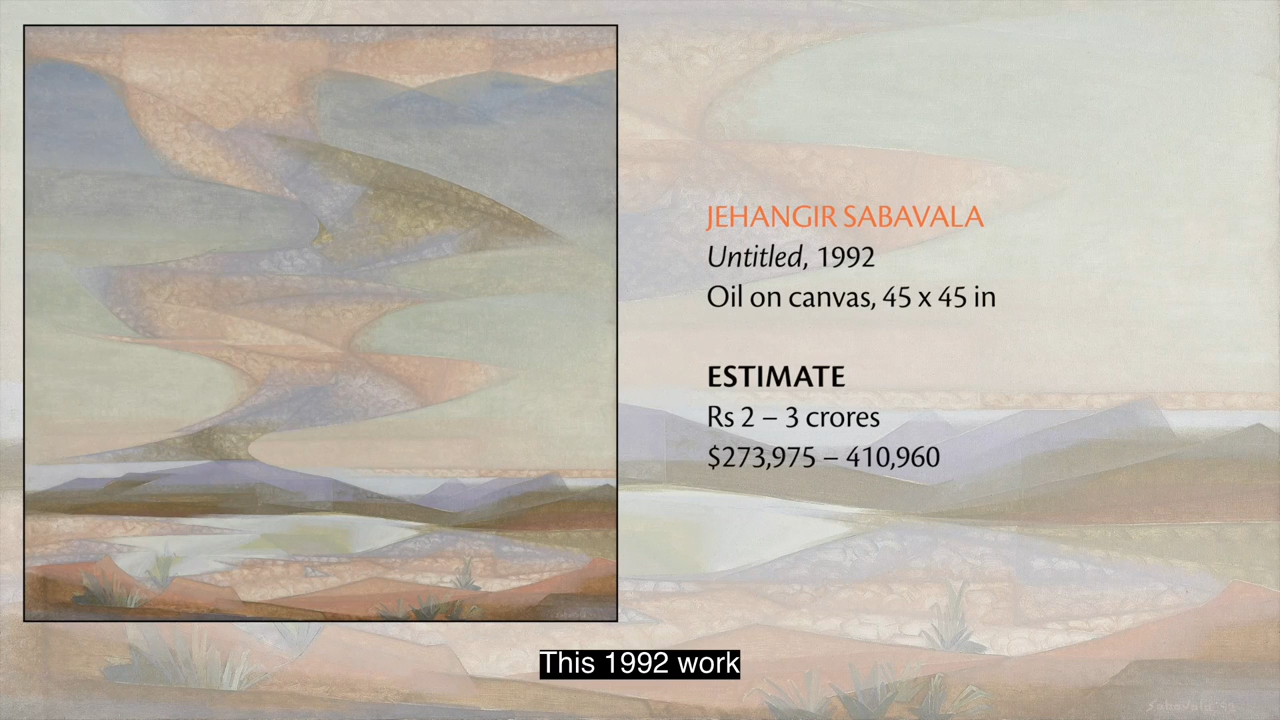 JEHANGIR SABAVALA
Untitled, 1992
Oil on canvas, 45 x 45 in
ESTIMATE
Rs 2 – 3 crores
$273,975 – 410,960
This 1992 work